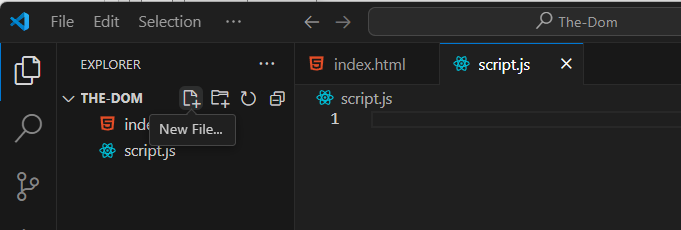 File
Edit
Selection
The-Dom
EXPLORER
index.html
script.js
THE-DOM
script.js
inde
New File...
script.js
1